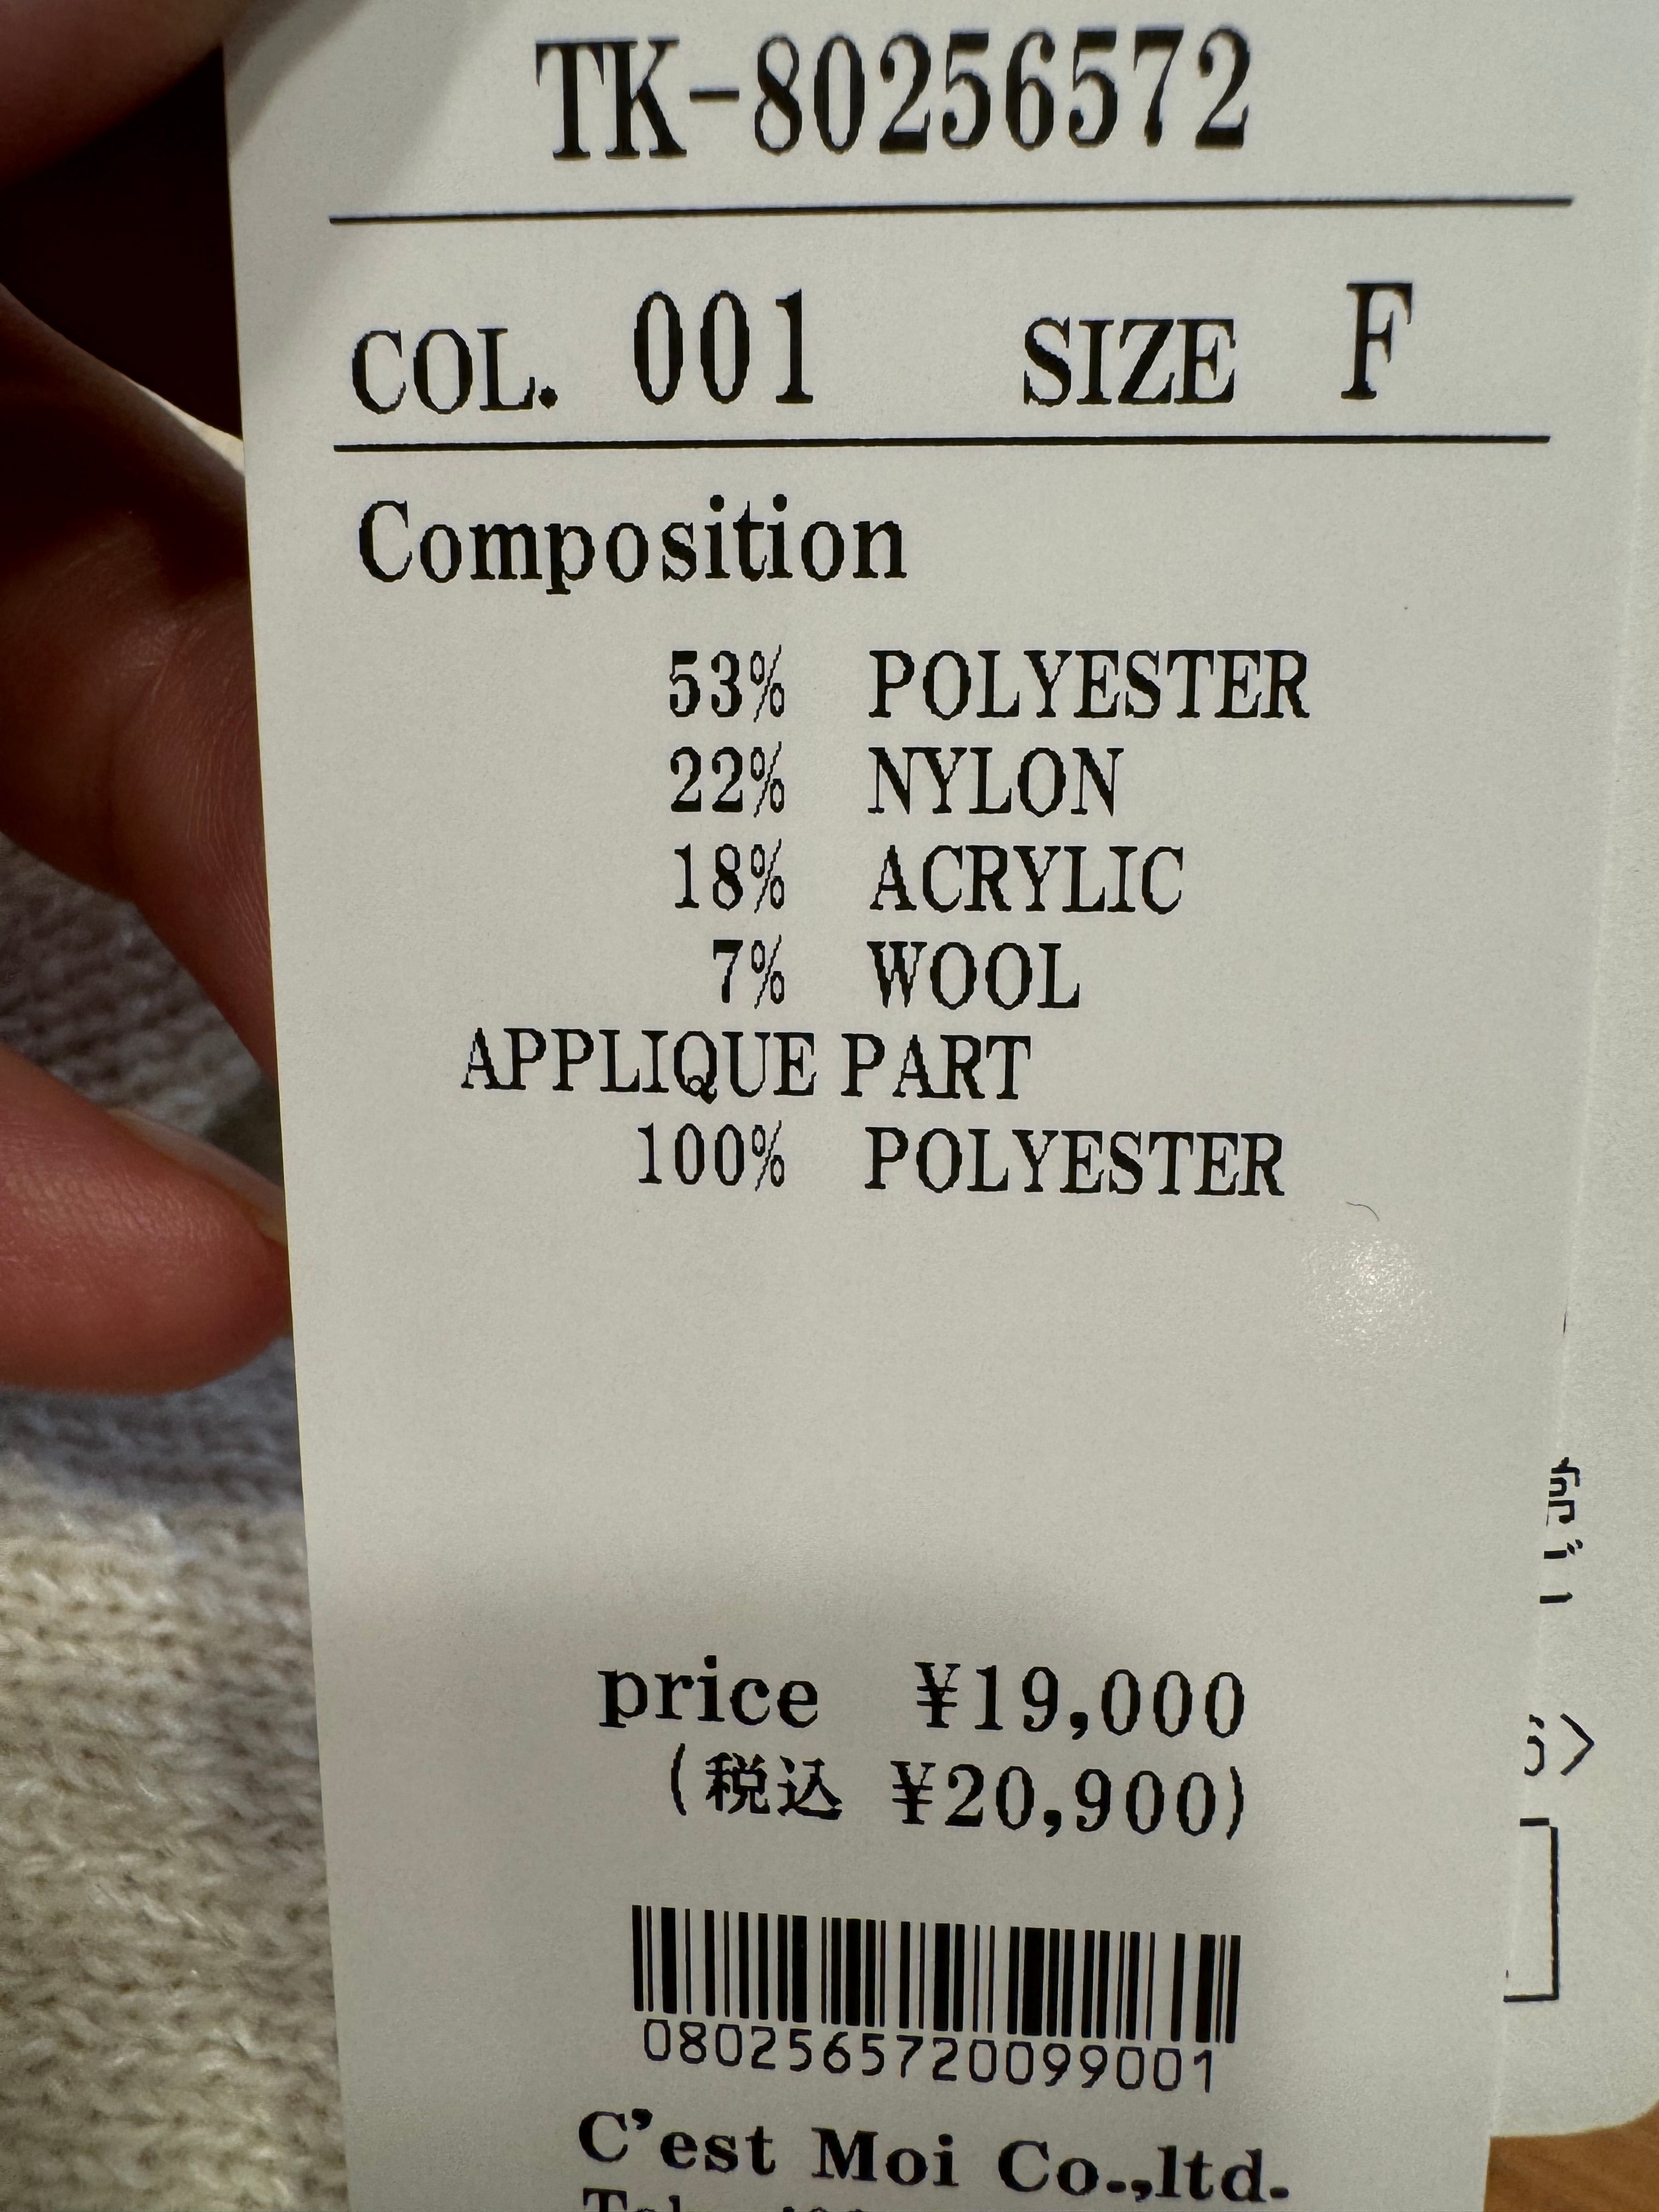 TK-80256572
COL. 001 SIZE F
Composition
53% POLYESTER
22% NYLON
18% ACRYLIC
7% WOOL
APPLIQUE PART
100% POLYESTER
price ¥19,000
(税込 ¥20,900)
0802565720099001
C'est Moi Co.,ltd.